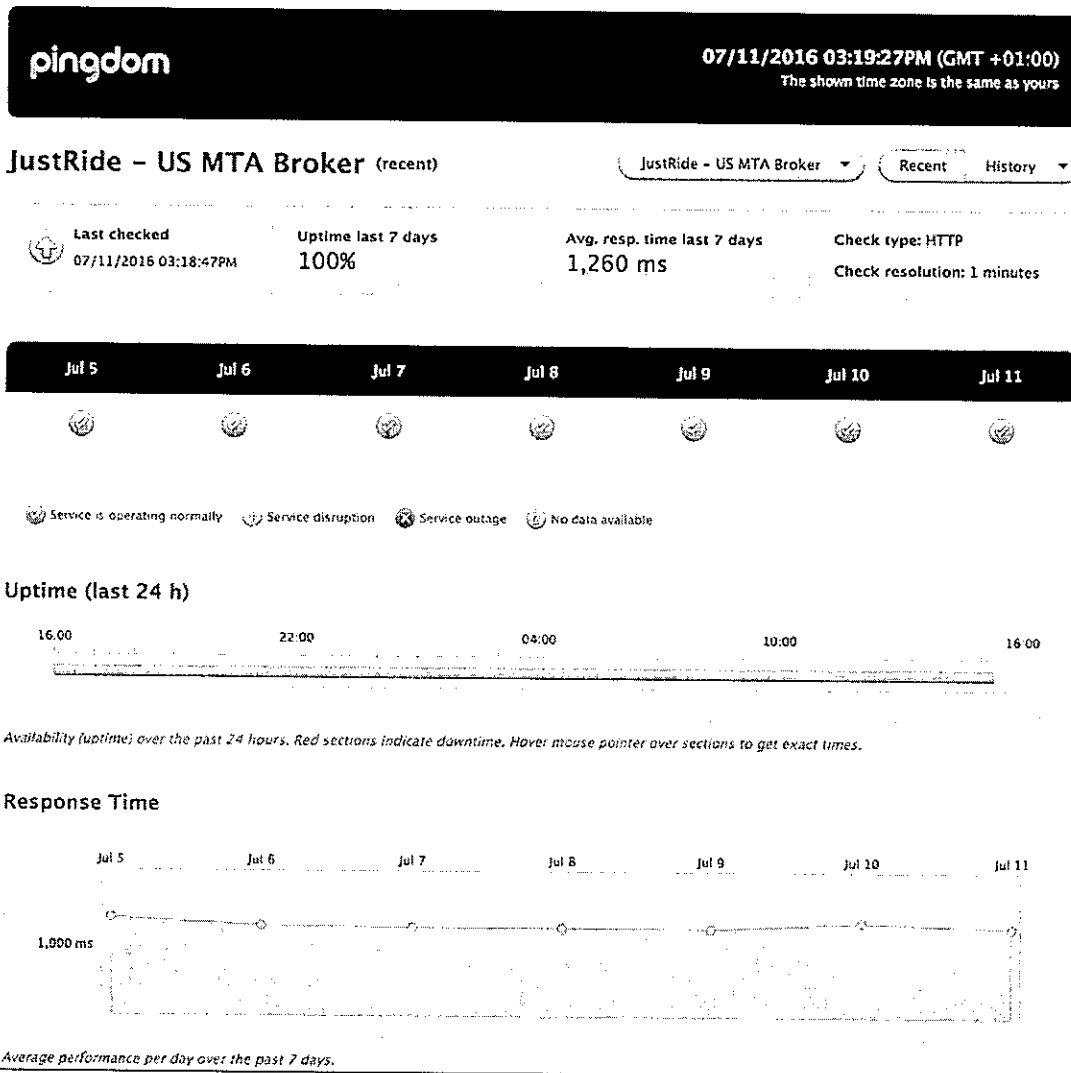 pingdom
07/11/2016 03:19:27PM (GMT +01:00)
The shown time zone is the same as yours
JustRide - US MTA Broker (recent)
JustRide - US MTA Broker
Recent
History
Last checked
07/11/2016 03:18:47PM
Uptime last 7 days
100%
Avg. resp. time last 7 days
1,260 ms
Check type: HTTP
Check resolution: 1 minutes
Jul 5 Jul 6 Jul 7 Jul 8 Jul 9 Jul 10 Jul 11
Service is operating normally Service disruption Service outage No data available
Uptime (last 24 h)
16:00 22:00 04:00 10:00 16:00
Availability (uptime) over the past 24 hours. Red sections indicate downtime. Hover mouse pointer over sections to get exact times.
Response Time
Jul 5 Jul 6 Jul 7 Jul 8 Jul 9 Jul 10 Jul 11
1,000 ms
Average performance per day over the past 7 days.